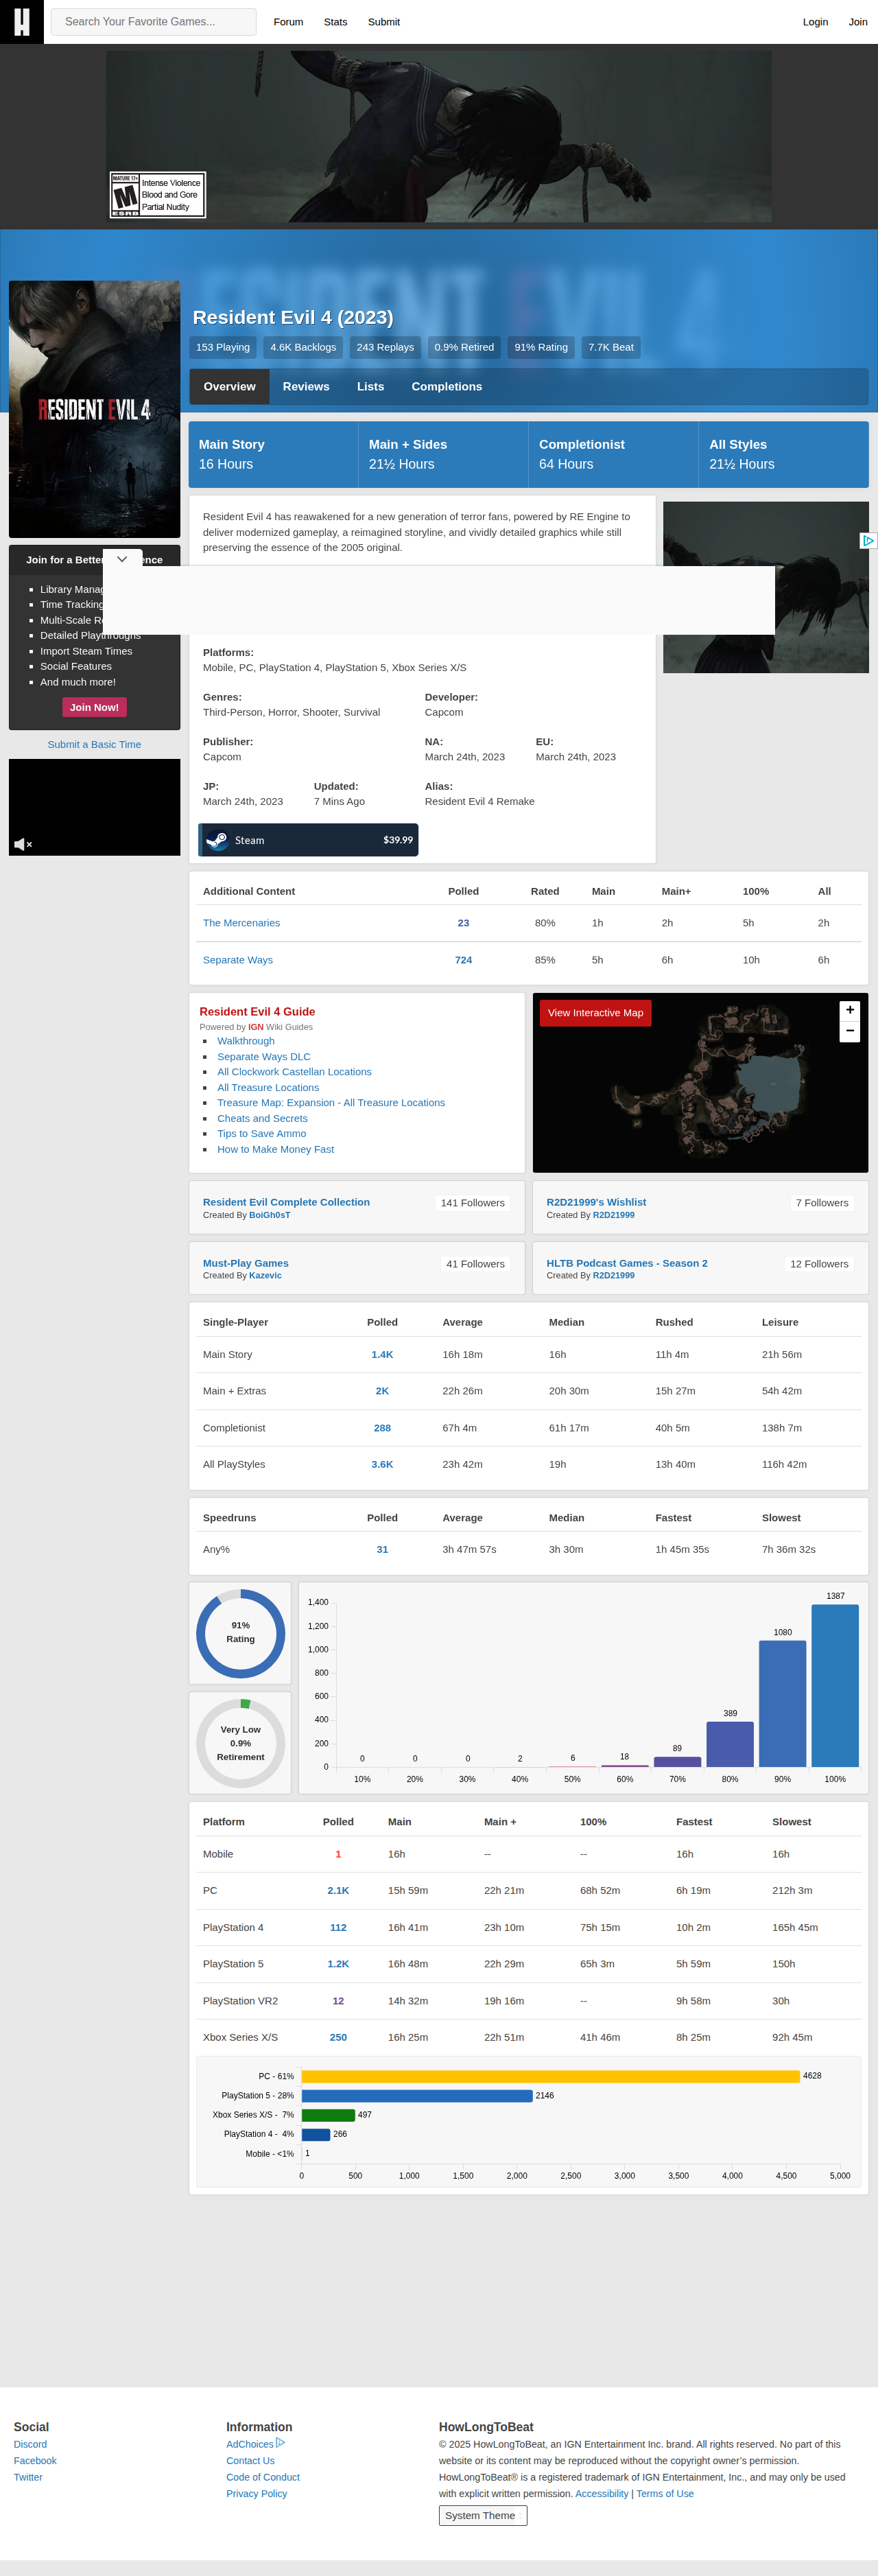 H
Search Your Favorite Games...
Forum Stats Submit
Login Join
MATURE 17+
M
ESRB
Intense Violence
Blood and Gore
Partial Nudity
RESIDENT EVIL 4
Resident Evil 4 (2023)
153 Playing 4.6K Backlogs 243 Replays 0.9% Retired 91% Rating 7.7K Beat
Overview Reviews Lists Completions
Main Story Main + Sides Completionist All Styles
16 Hours 21½ Hours 64 Hours 21½ Hours
Join for a Better ence
Library Manag
Time Tracking
Multi-Scale Re
Detailed Playthroughs
Import Steam Times
Social Features
And much more!
Join Now!
Submit a Basic Time
Resident Evil 4 has reawakened for a new generation of terror fans, powered by RE Engine to
deliver modernized gameplay, a reimagined storyline, and vividly detailed graphics while still
preserving the essence of the 2005 original.
Platforms:
Mobile, PC, PlayStation 4, PlayStation 5, Xbox Series X/S
Genres: Developer:
Third-Person, Horror, Shooter, Survival Capcom
Publisher: NA: EU:
Capcom March 24th, 2023 March 24th, 2023
JP: Updated: Alias:
March 24th, 2023 7 Mins Ago Resident Evil 4 Remake
Steam $39.99
Additional Content Polled Rated Main Main+ 100% All
The Mercenaries 23 80% 1h 2h 5h 2h
Separate Ways 724 85% 5h 6h 10h 6h
Resident Evil 4 Guide
Powered by IGN Wiki Guides
Walkthrough
Separate Ways DLC
All Clockwork Castellan Locations
All Treasure Locations
Treasure Map: Expansion - All Treasure Locations
Cheats and Secrets
Tips to Save Ammo
How to Make Money Fast
View Interactive Map
+
−
Resident Evil Complete Collection 141 Followers
Created By BoiGh0sT
R2D21999's Wishlist 7 Followers
Created By R2D21999
Must-Play Games 41 Followers
Created By Kazevic
HLTB Podcast Games - Season 2 12 Followers
Created By R2D21999
Single-Player Polled Average Median Rushed Leisure
Main Story 1.4K 16h 18m 16h 11h 4m 21h 56m
Main + Extras 2K 22h 26m 20h 30m 15h 27m 54h 42m
Completionist 288 67h 4m 61h 17m 40h 5m 138h 7m
All PlayStyles 3.6K 23h 42m 19h 13h 40m 116h 42m
Speedruns Polled Average Median Fastest Slowest
Any% 31 3h 47m 57s 3h 30m 1h 45m 35s 7h 36m 32s
91%
Rating
Very Low
0.9%
Retirement
1,400
1,200
1,000
800
600
400
200
0
0 0 0 2 6 18 89 389 1080 1387
10% 20% 30% 40% 50% 60% 70% 80% 90% 100%
Platform Polled Main Main + 100% Fastest Slowest
Mobile 1 16h -- -- 16h 16h
PC 2.1K 15h 59m 22h 21m 68h 52m 6h 19m 212h 3m
PlayStation 4 112 16h 41m 23h 10m 75h 15m 10h 2m 165h 45m
PlayStation 5 1.2K 16h 48m 22h 29m 65h 3m 5h 59m 150h
PlayStation VR2 12 14h 32m 19h 16m -- 9h 58m 30h
Xbox Series X/S 250 16h 25m 22h 51m 41h 46m 8h 25m 92h 45m
PC - 61% 4628
PlayStation 5 - 28% 2146
Xbox Series X/S - 7% 497
PlayStation 4 - 4% 266
Mobile - <1% 1
0 500 1,000 1,500 2,000 2,500 3,000 3,500 4,000 4,500 5,000
Social
Discord
Facebook
Twitter
Information
AdChoices
Contact Us
Code of Conduct
Privacy Policy
HowLongToBeat
© 2025 HowLongToBeat, an IGN Entertainment Inc. brand. All rights reserved. No part of this
website or its content may be reproduced without the copyright owner's permission.
HowLongToBeat® is a registered trademark of IGN Entertainment, Inc., and may only be used
with explicit written permission. Accessibility | Terms of Use
System Theme